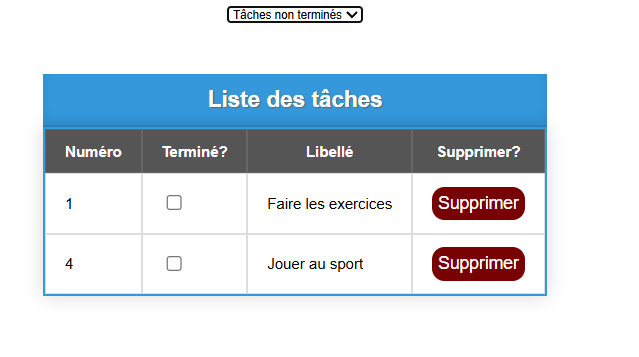 Tâches non terminés
Liste des tâches
Numéro Terminé? Libellé Supprimer?
1 Faire les exercices Supprimer
4 Jouer au sport Supprimer